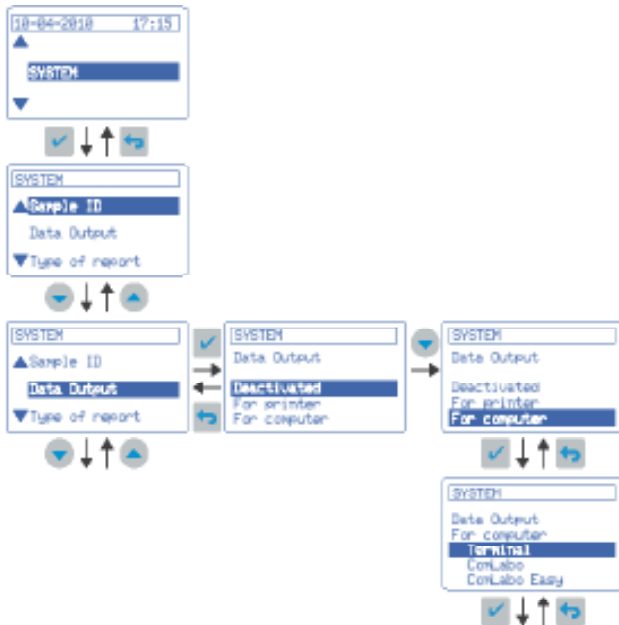 10-04-2010 17:15
SYSTEM
SYSTEM
Sample ID
Data Output
Type of report
SYSTEM
Sample ID
Data Output
Type of report
SYSTEM
Data Output
Deactivated
For printer
For computer
SYSTEM
Data Output
Deactivated
For printer
For computer
SYSTEM
Data Output
For computer
Terminal
ComLabo
ComLabo Easy